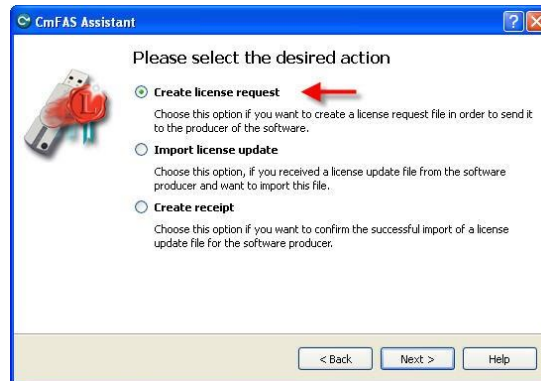 CmFAS Assistant
Please select the desired action
Create license request
Choose this option if you want to create a license request file in order to send it
to the producer of the software.
Import license update
Choose this option, if you received a license update file from the software
producer and want to import this file.
Create receipt
Choose this option if you want to confirm the successful import of a license
update file for the software producer.
< Back Next > Help